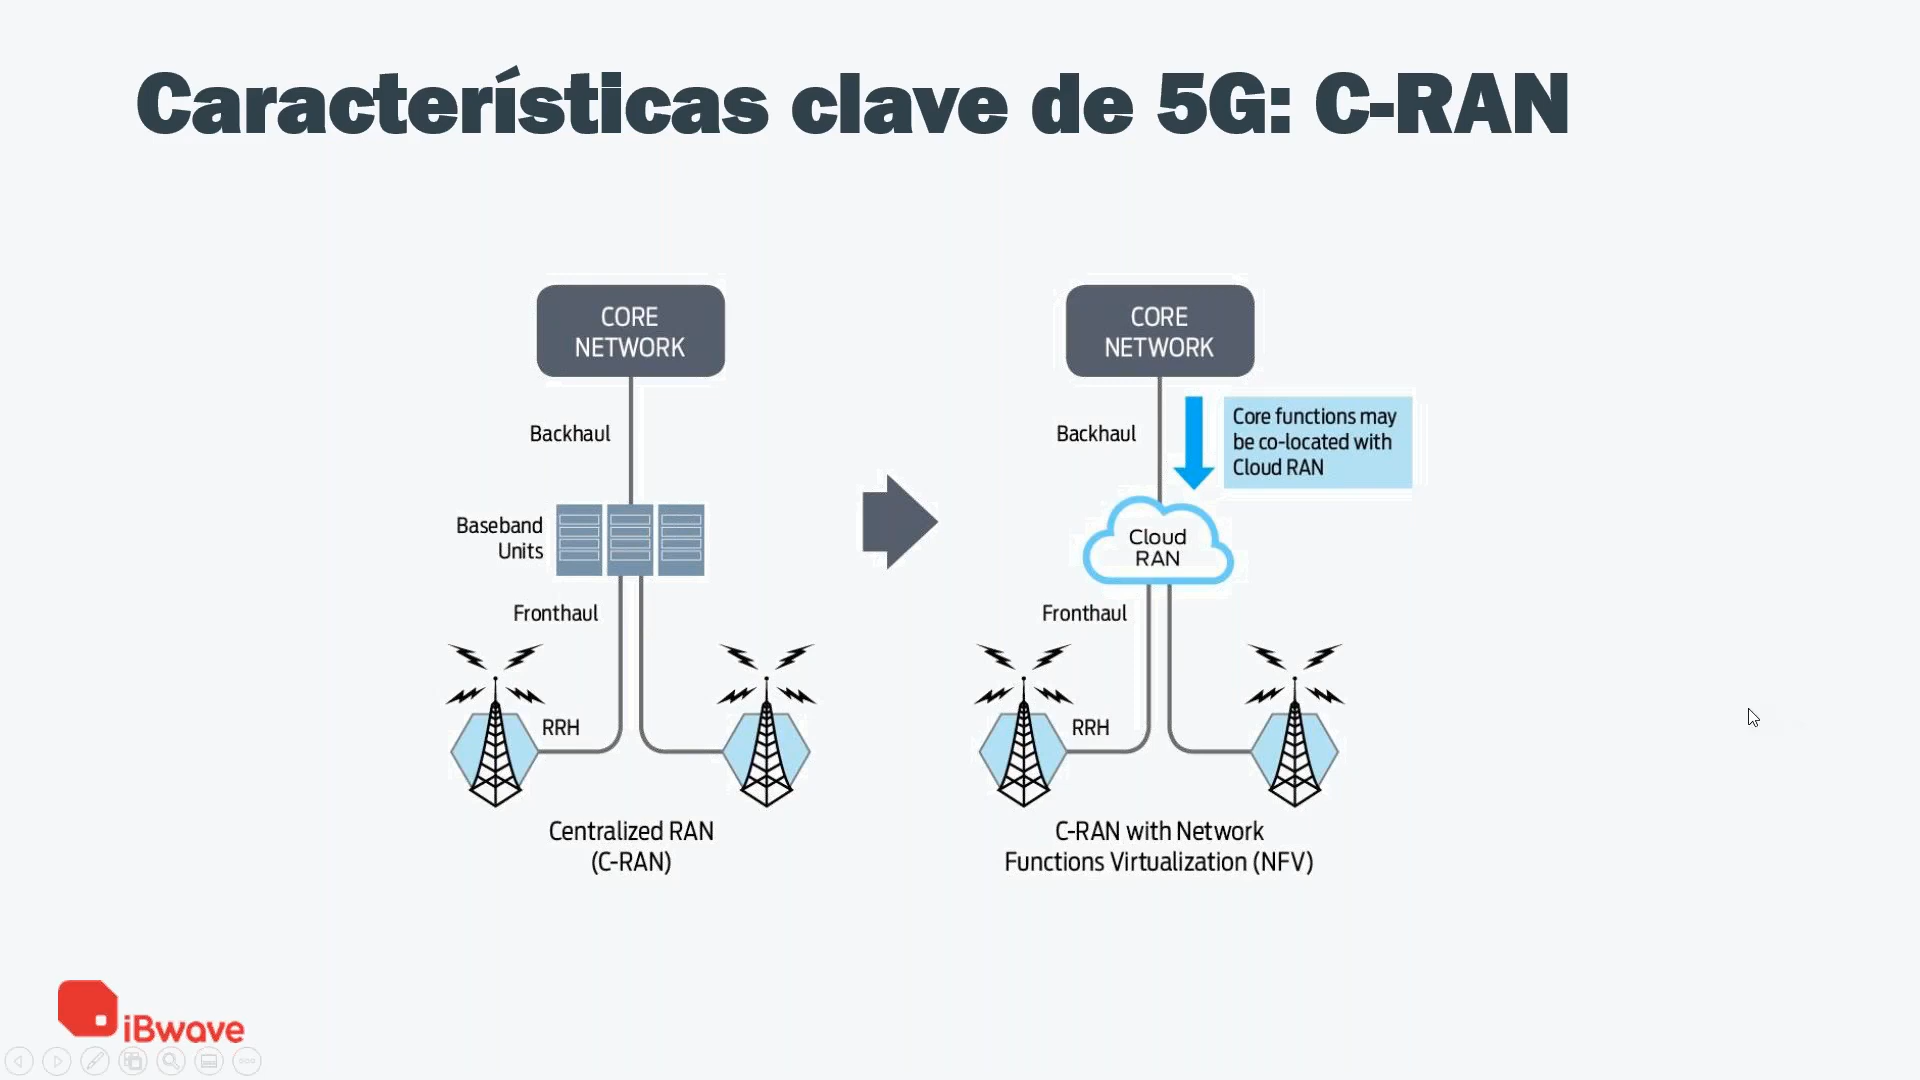 Características clave de 5G: C-RAN
CORE
NETWORK
Backhaul
Baseband
Units
Fronthaul
RRH
Centralized RAN
(C-RAN)
CORE
NETWORK
Backhaul
Core functions may
be co-located with
Cloud RAN
Cloud
RAN
Fronthaul
RRH
C-RAN with Network
Functions Virtualization (NFV)
iBwave